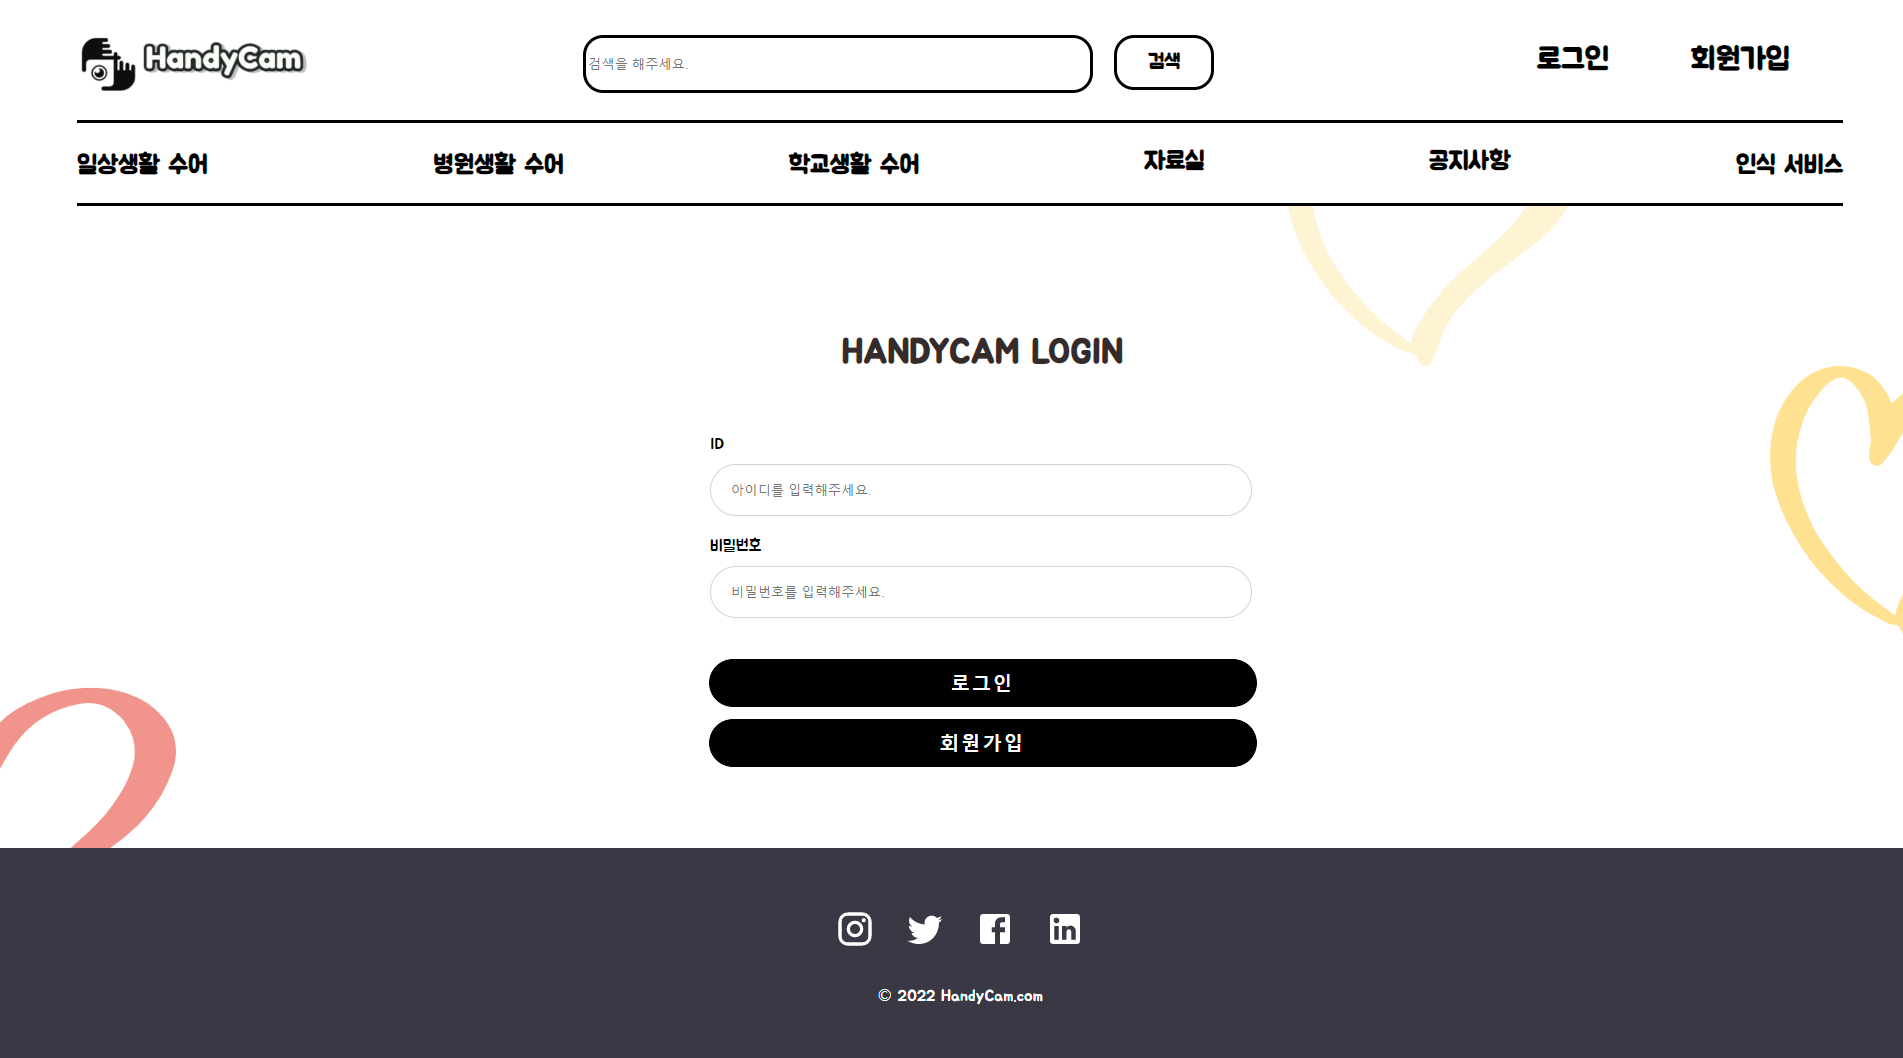 HandyCam
검색을 해주세요.
검색
로그인
회원가입
일상생활 수어
병원생활 수어
학교생활 수어
자료실
공지사항
인식 서비스
HANDYCAM LOGIN
ID
아이디를 입력해주세요.
비밀번호
비밀번호를 입력해주세요.
로그인
회원가입
© 2022 HandyCam.com